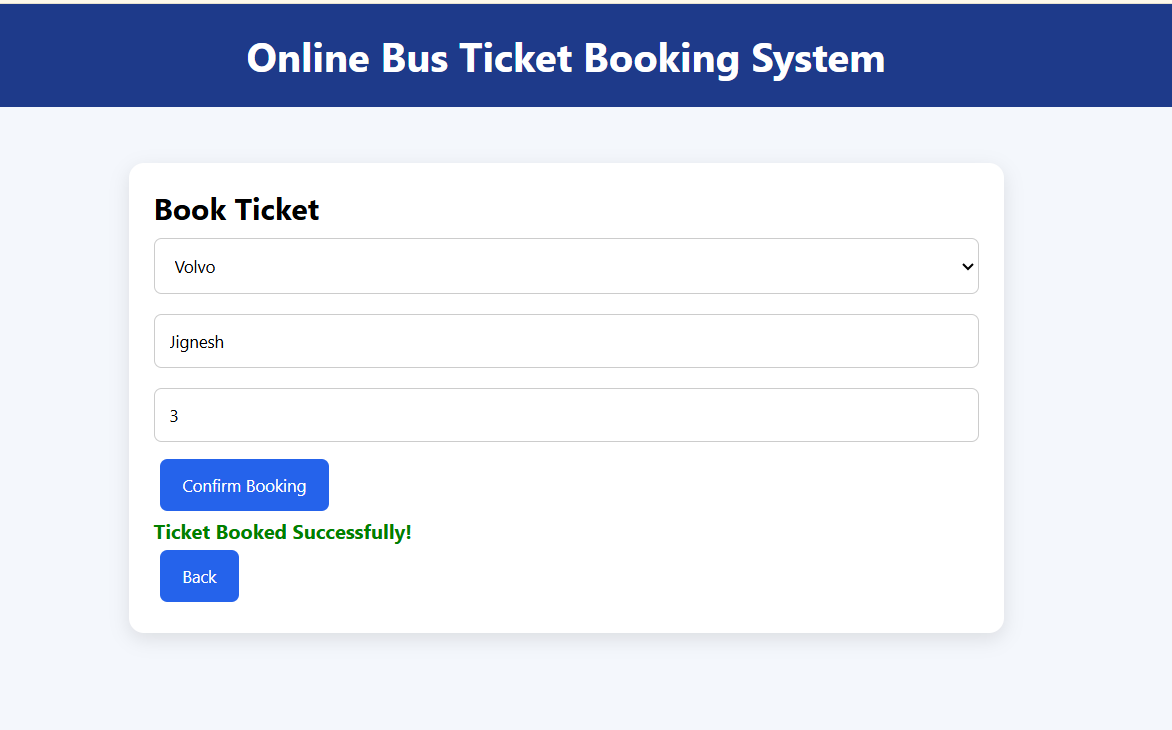 Online Bus Ticket Booking System
Book Ticket
Volvo
Jignesh
3
Confirm Booking
Ticket Booked Successfully!
Back